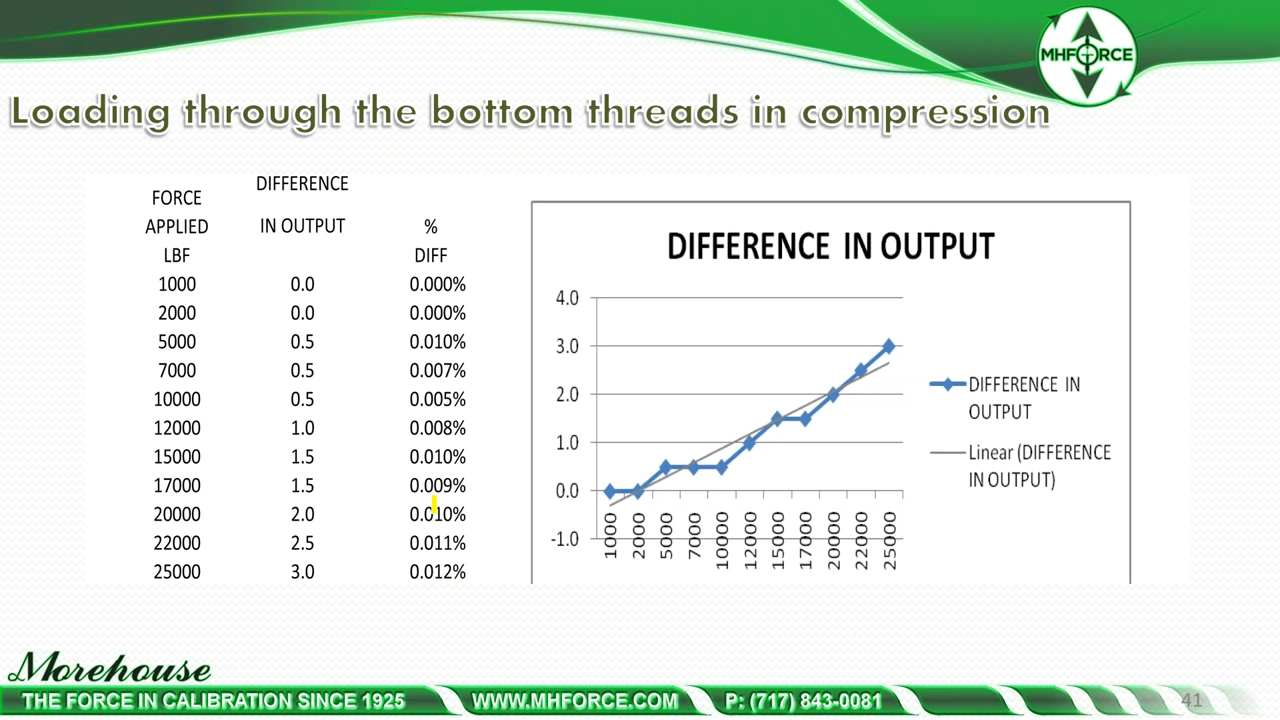 MHFORCE
Loading through the bottom threads in compression
FORCE APPLIED LBF
DIFFERENCE IN OUTPUT
% DIFF
1000 0.0 0.000%
2000 0.0 0.000%
5000 0.5 0.010%
7000 0.5 0.007%
10000 0.5 0.005%
12000 1.0 0.008%
15000 1.5 0.010%
17000 1.5 0.009%
20000 2.0 0.010%
22000 2.5 0.011%
25000 3.0 0.012%
DIFFERENCE IN OUTPUT
4.0
3.0
2.0
1.0
0.0
-1.0
1000 2000 5000 7000 10000 12000 15000 17000 20000 22000 25000
DIFFERENCE IN
OUTPUT
Linear (DIFFERENCE
IN OUTPUT)
Morehouse
THE FORCE IN CALIBRATION SINCE 1925 WWW.MHFORCE.COM P: (717) 843-0081 41